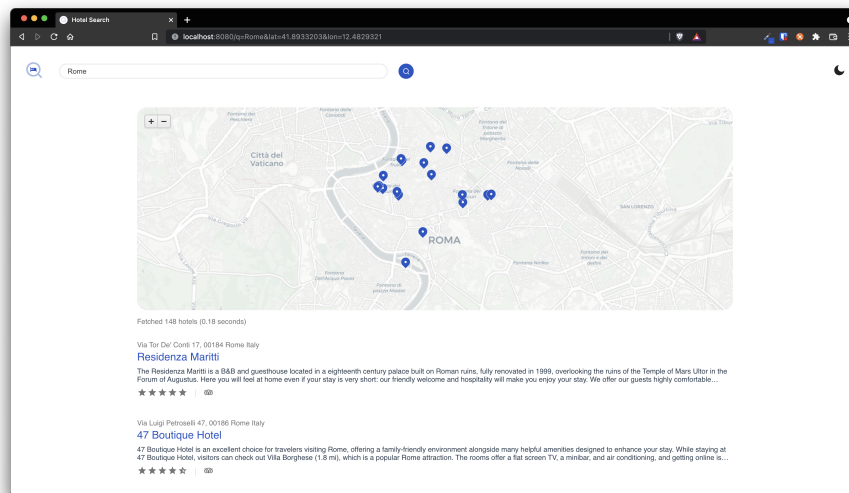 Hotel Search
localhost:8080/q=Rome&lat=41.8933203&lon=12.4829321
Rome
Città del
Vaticano
SAN LORENZO
ROMA
Fetched 148 hotels (0.18 seconds)
Via Tor De' Conti 17, 00184 Rome Italy
Residenza Maritti
The Residenza Maritti is a B&B and guesthouse located in a eighteenth century palace built on Roman ruins, fully renovated in 1999, overlooking the ruins of the Temple of Mars Ultor in the
Forum of Augustus. Here you will feel at home even if your stay is very short: our friendly welcome and hospitality will make you enjoy your stay. We offer our guests highly comfortable…
Via Luigi Petroselli 47, 00186 Rome Italy
47 Boutique Hotel
47 Boutique Hotel is an excellent choice for travelers visiting Rome, offering a family-friendly environment alongside many helpful amenities designed to enhance your stay. While staying at
47 Boutique Hotel, visitors can check out Villa Borghese (1.8 mi), which is a popular Rome attraction. The rooms offer a flat screen TV, a minibar, and air conditioning, and getting online is…